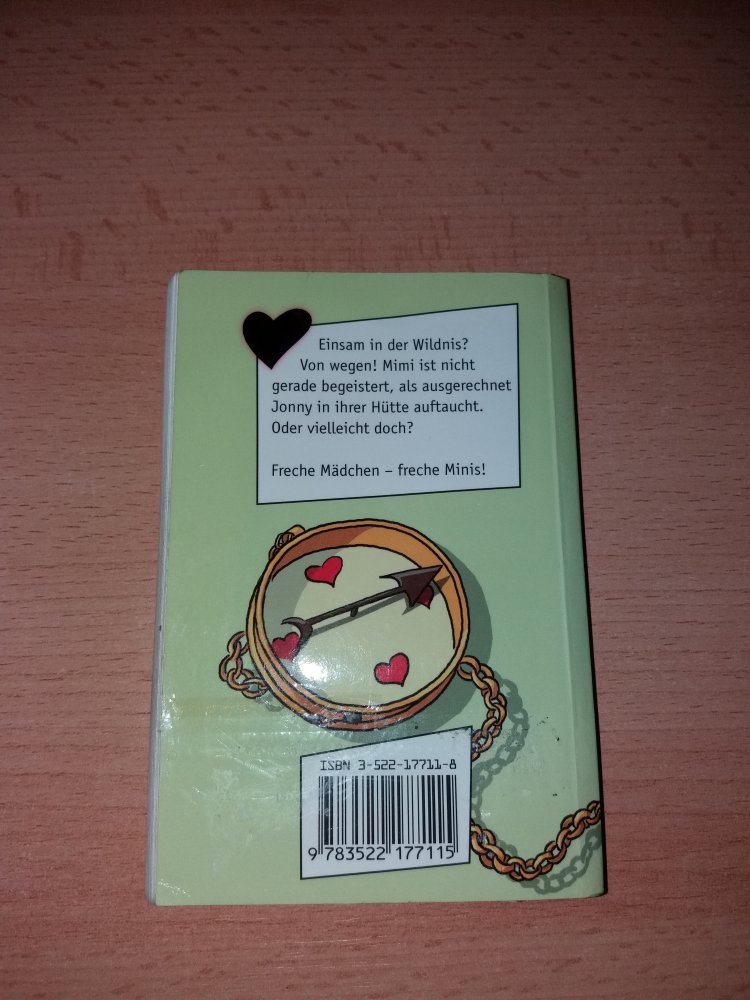 Einsam in der Wildnis?
Von wegen! Mimi ist nicht
gerade begeistert, als ausgerechnet
Jonny in ihrer Hütte auftaucht.
Oder vielleicht doch?
Freche Mädchen – freche Minis!
ISBN 3-522-17711-8
9 783522 177115